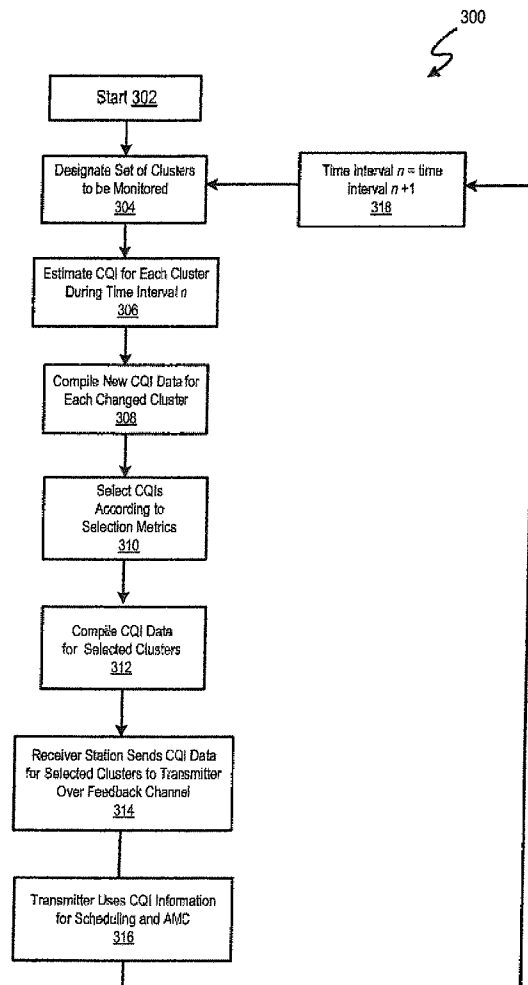 300
Start 302
Designate Set of Clusters
to be Monitored
304
Time interval n = time
interval n +1
318
Estimate CQI for Each Cluster
During Time Interval n
306
Compile New CQI Data for
Each Changed Cluster
308
Select CQIs
According to
Selection Metrics
310
Compile CQI Data
for Selected Clusters
312
Receiver Station Sends CQI Data
for Selected Clusters to Transmitter
Over Feedback Channel
314
Transmitter Uses CQI Information
for Scheduling and AMC
316